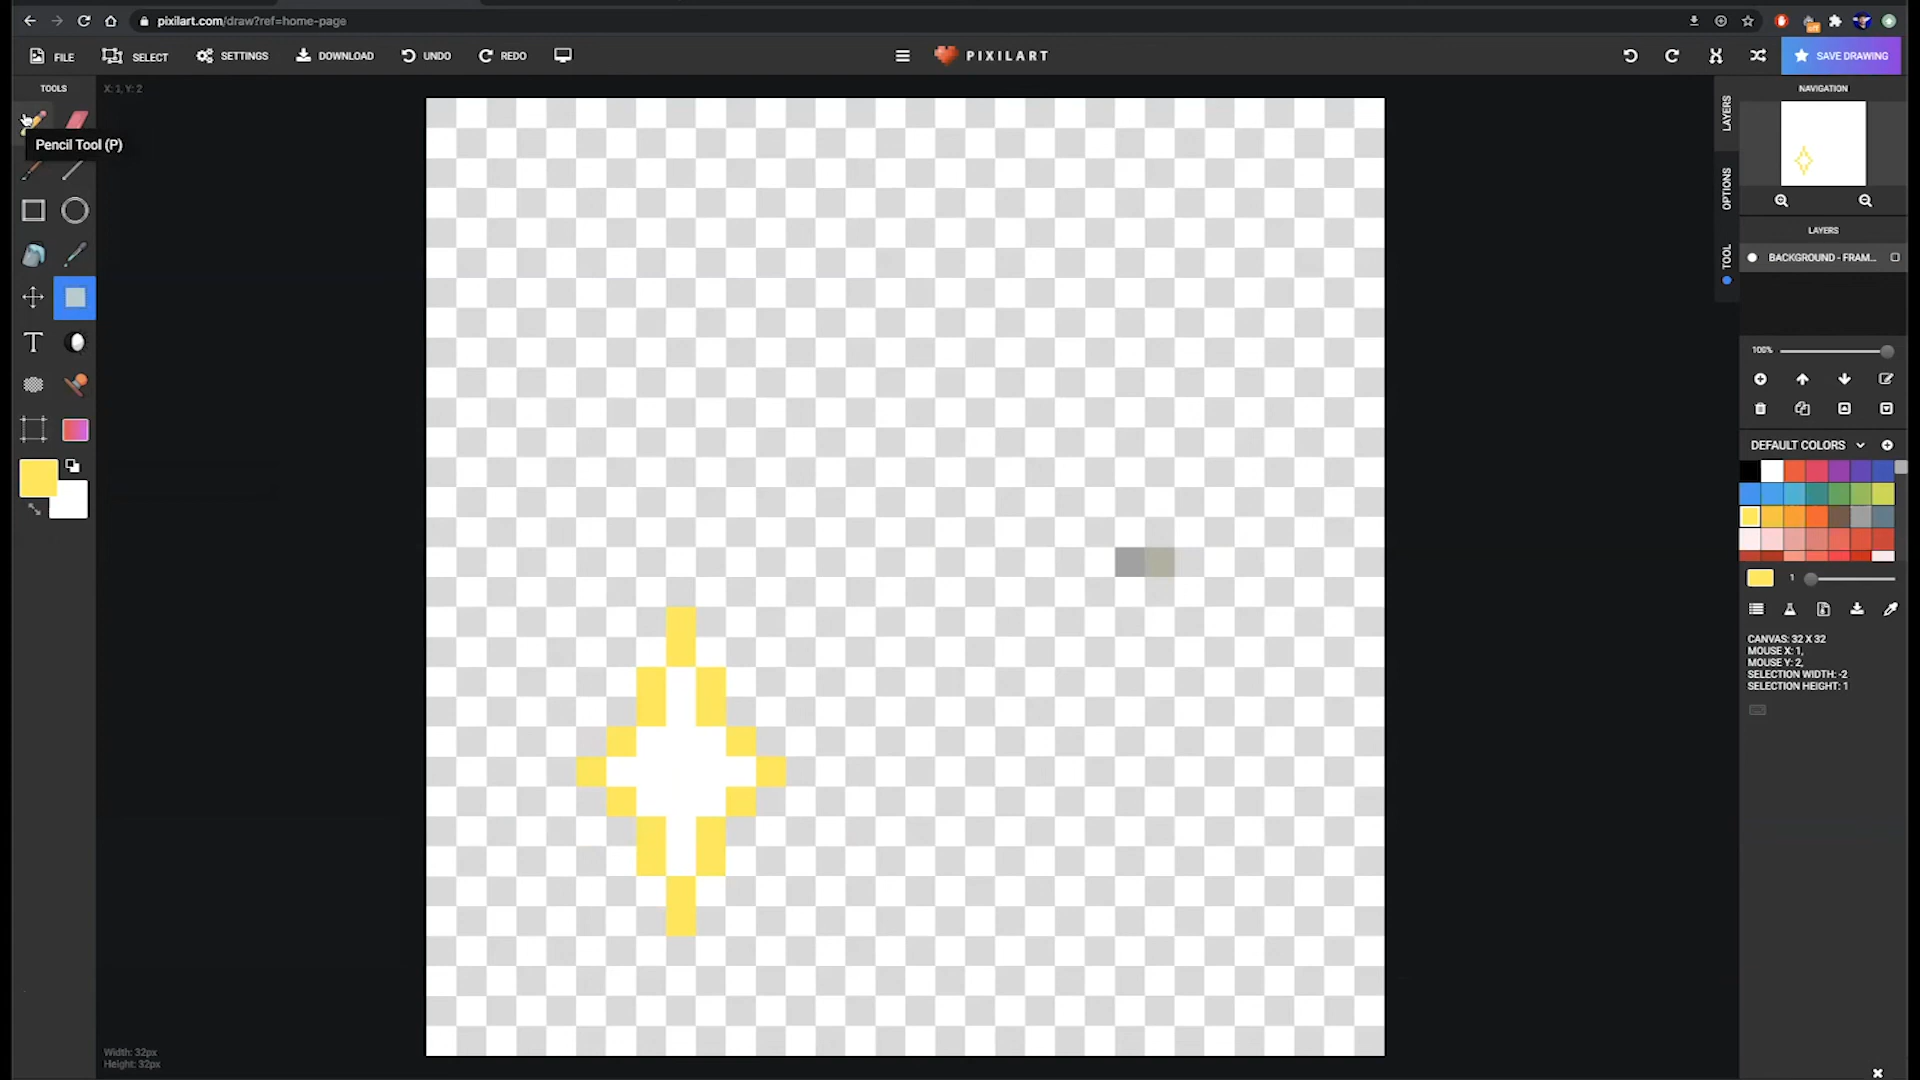 pixilart.com/draw?ref=home-page
FILE
SELECT
SETTINGS
DOWNLOAD
UNDO
REDO
PIXILART
SAVE DRAWING
TOOLS
X: 1, Y: 2
Pencil Tool (P)
T
LAYERS
OPTIONS
TOOL
NAVIGATION
LAYERS
BACKGROUND - FRAM...
100%
DEFAULT COLORS
1
CANVAS: 32 X 32
MOUSE X: 1,
MOUSE Y: 2,
SELECTION WIDTH: -2
SELECTION HEIGHT: 1
Width: 32px
Height: 32px